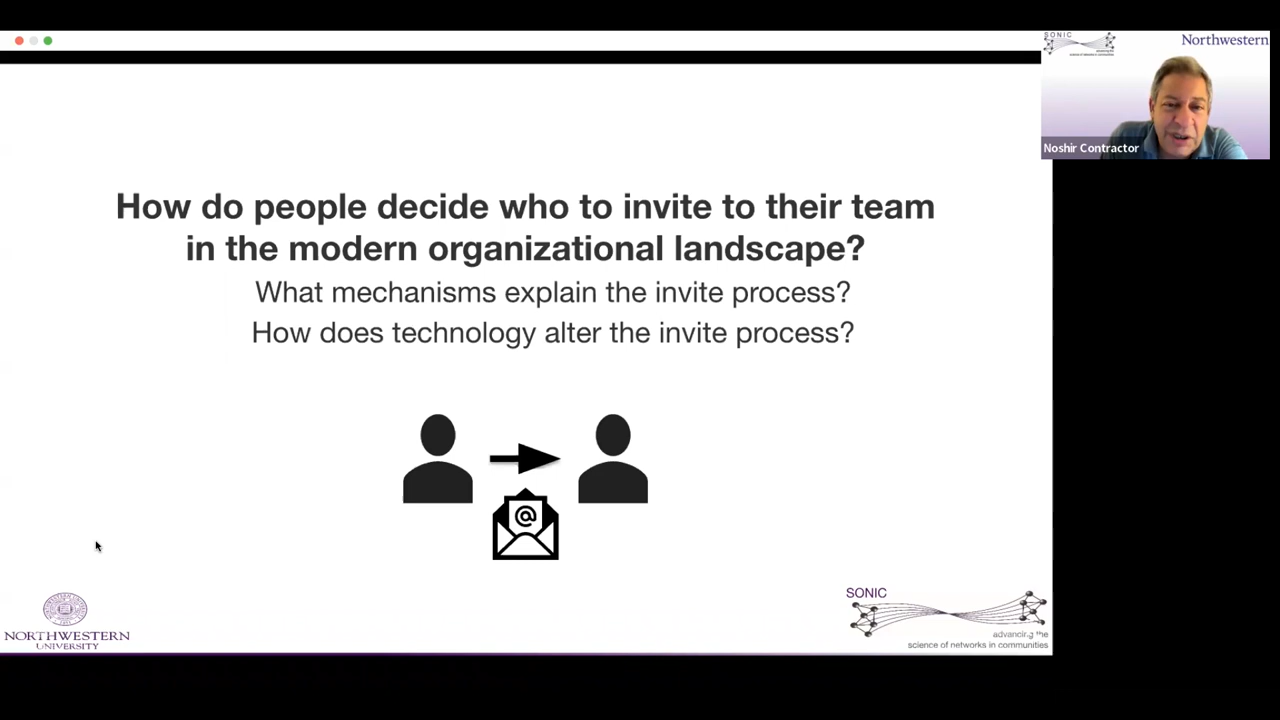 SONIC
Northwestern
Noshir Contractor
How do people decide who to invite to their team
in the modern organizational landscape?
What mechanisms explain the invite process?
How does technology alter the invite process?
@
NORTHWESTERN
UNIVERSITY
SONIC
advancing the
science of networks in communities